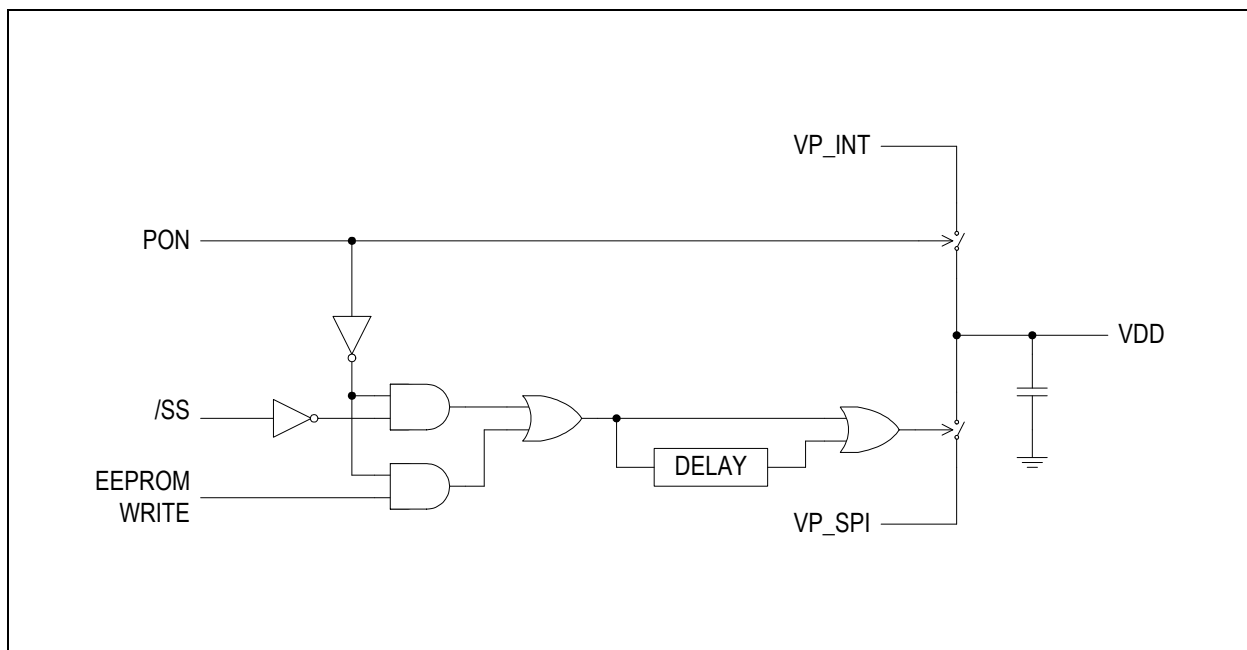 VP_INT
PON
VDD
/SS
DELAY
EEPROM
WRITE
VP_SPI